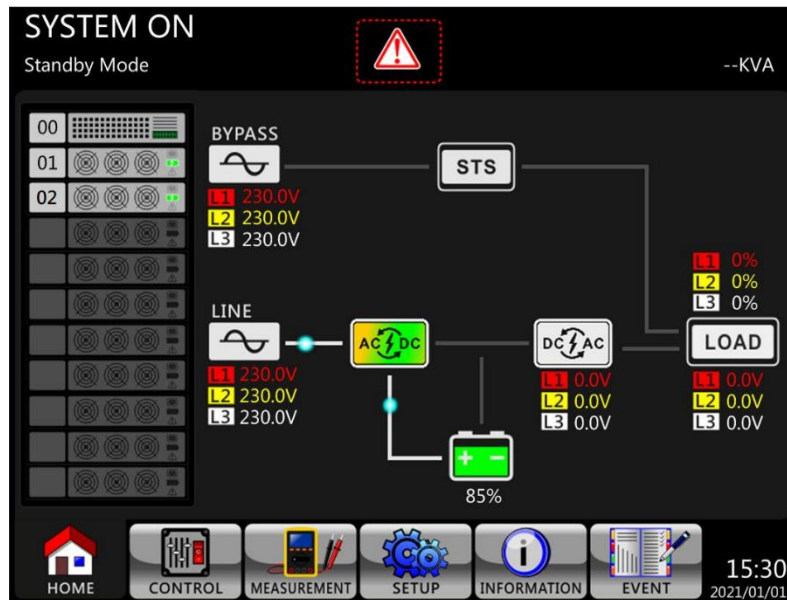 SYSTEM ON
Standby Mode
--KVA
00
01
02
BYPASS
L1 230.0V
L2 230.0V
L3 230.0V
STS
L1 0%
L2 0%
L3 0%
LINE
L1 230.0V
L2 230.0V
L3 230.0V
AC DC
DC AC
L1 0.0V
L2 0.0V
L3 0.0V
LOAD
L1 0.0V
L2 0.0V
L3 0.0V
+ −
85%
HOME
CONTROL
MEASUREMENT
SETUP
INFORMATION
EVENT
15:30
2021/01/01